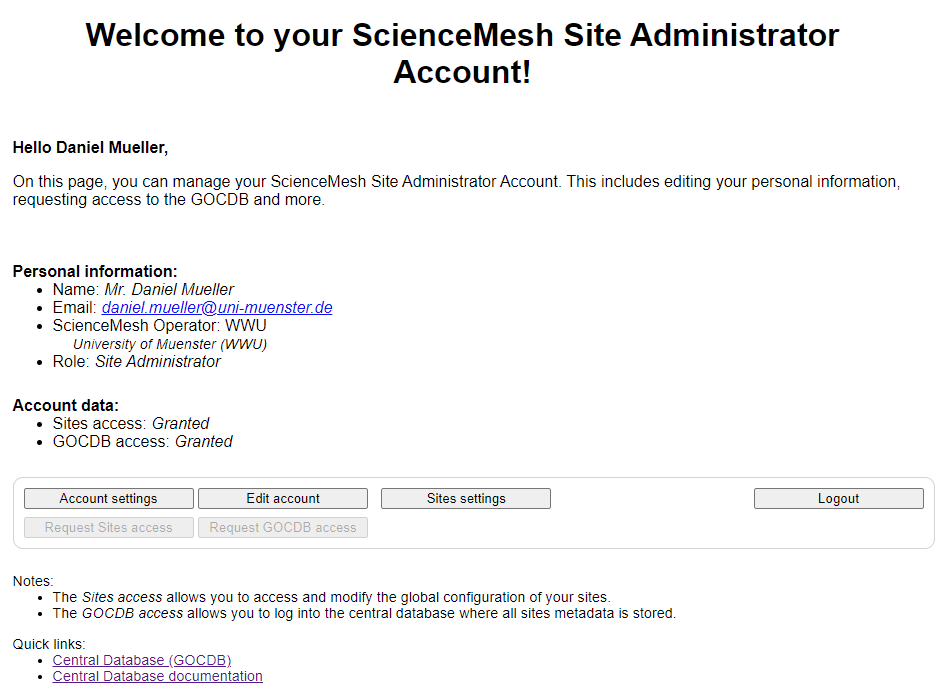 Welcome to your ScienceMesh Site Administrator
Account!
Hello Daniel Mueller,
On this page, you can manage your ScienceMesh Site Administrator Account. This includes editing your personal information,
requesting access to the GOCDB and more.
Personal information:
Name: Mr. Daniel Mueller
Email: daniel.mueller@uni-muenster.de
ScienceMesh Operator: WWU
University of Muenster (WWU)
Role: Site Administrator
Account data:
Sites access: Granted
GOCDB access: Granted
Account settings Edit account Sites settings Logout
Request Sites access Request GOCDB access
Notes:
The Sites access allows you to access and modify the global configuration of your sites.
The GOCDB access allows you to log into the central database where all sites metadata is stored.
Quick links:
Central Database (GOCDB)
Central Database documentation